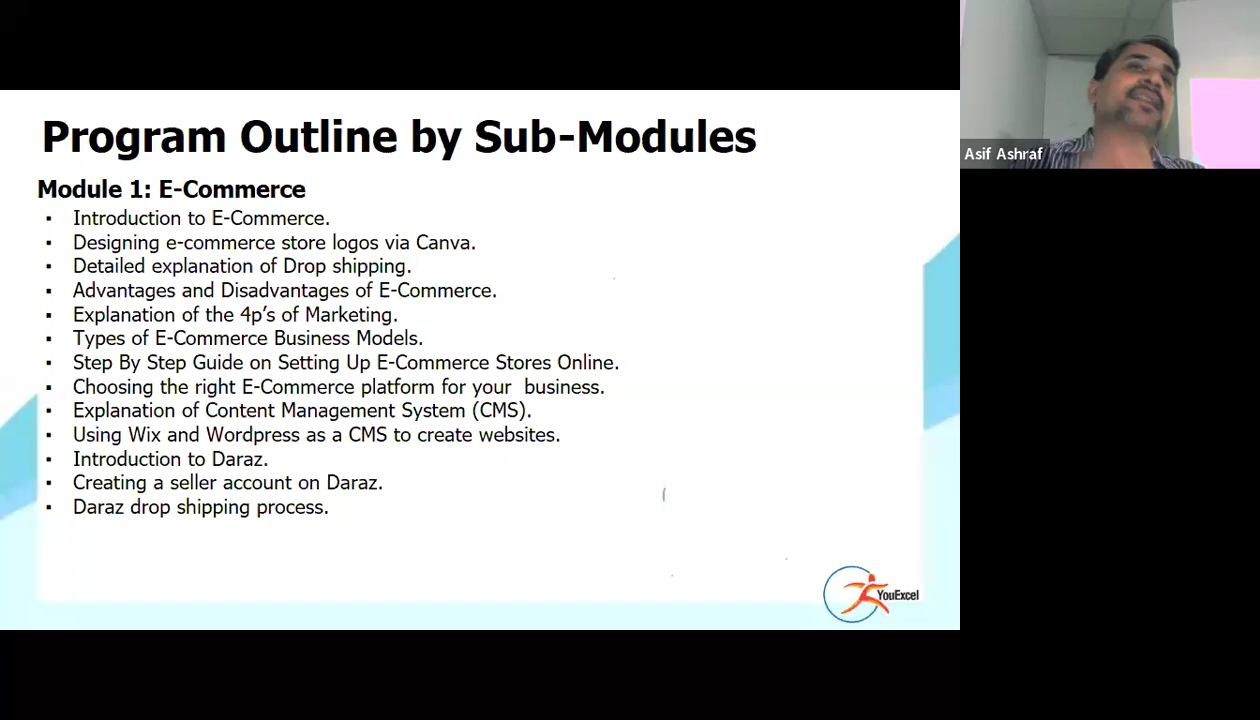 Program Outline by Sub-Modules
Module 1: E-Commerce
▪ Introduction to E-Commerce.
▪ Designing e-commerce store logos via Canva.
▪ Detailed explanation of Drop shipping.
▪ Advantages and Disadvantages of E-Commerce.
▪ Explanation of the 4p's of Marketing.
▪ Types of E-Commerce Business Models.
▪ Step By Step Guide on Setting Up E-Commerce Stores Online.
▪ Choosing the right E-Commerce platform for your  business.
▪ Explanation of Content Management System (CMS).
▪ Using Wix and Wordpress as a CMS to create websites.
▪ Introduction to Daraz.
▪ Creating a seller account on Daraz.
▪ Daraz drop shipping process.
YouExcel
Asif Ashraf